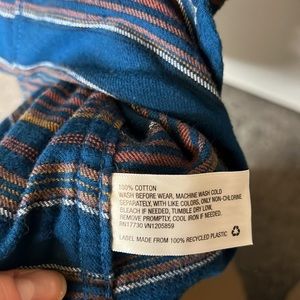 100% COTTON
WASH BEFORE WEAR, MACHINE WASH COLD
SEPARATELY, WITH LIKE COLORS, ONLY NON-CHLORINE
BLEACH IF NEEDED, TUMBLE DRY LOW,
REMOVE PROMPTLY, COOL IRON IF NEEDED.
RN17730 VN1205859
LABEL MADE FROM 100% RECYCLED PLASTIC